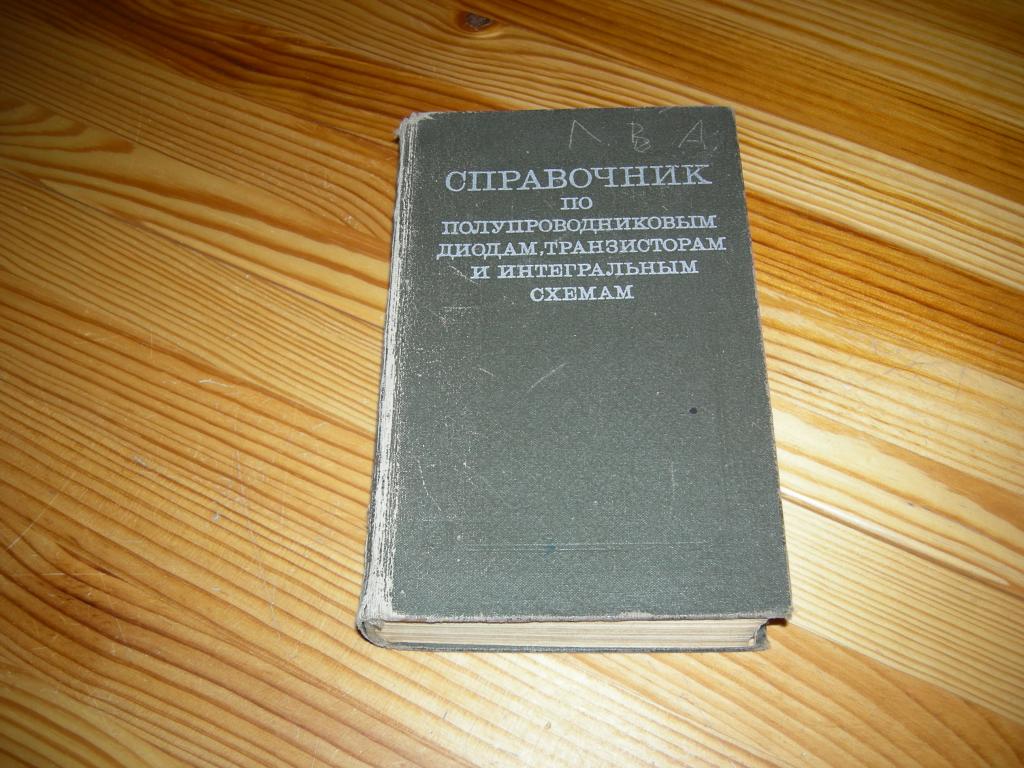 Л В А,
СПРАВОЧНИК
ПО
ПОЛУПРОВОДНИКОВЫМ
ДИОДАМ, ТРАНЗИСТОРАМ
И ИНТЕГРАЛЬНЫМ
СХЕМАМ